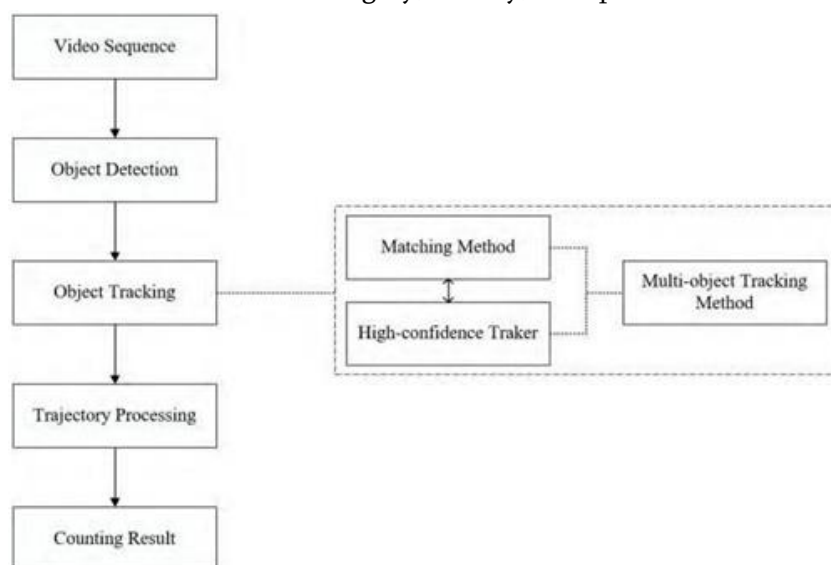 Video Sequence
Object Detection
Object Tracking
Trajectory Processing
Counting Result
Matching Method
High-confidence Traker
Multi-object Tracking
Method